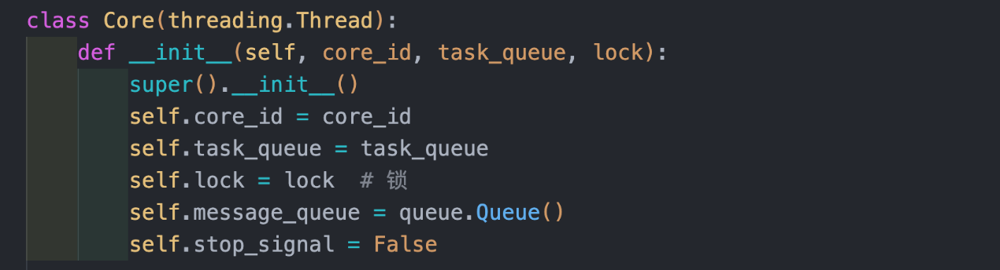 class Core(threading.Thread):
    def __init__(self, core_id, task_queue, lock):
        super().__init__()
        self.core_id = core_id
        self.task_queue = task_queue
        self.lock = lock  # 锁
        self.message_queue = queue.Queue()
        self.stop_signal = False